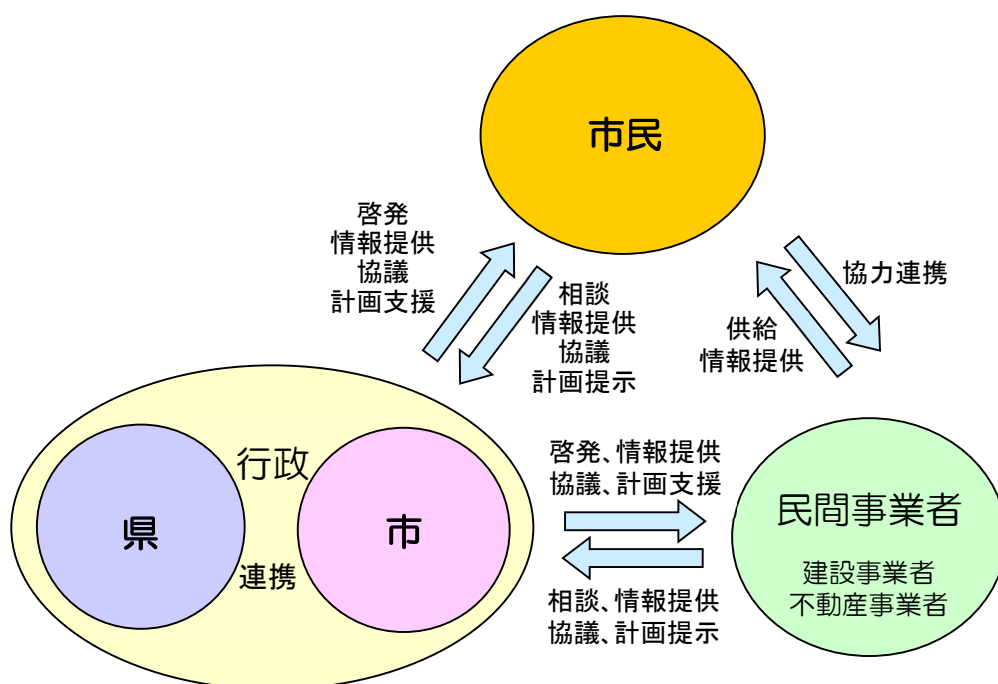 市民
啓発
情報提供
協議
計画支援
相談
情報提供
協議
計画提示
協力連携
供給
情報提供
行政
県
市
連携
啓発、情報提供
協議、計画支援
相談、情報提供
協議、計画提示
民間事業者
建設事業者
不動産事業者